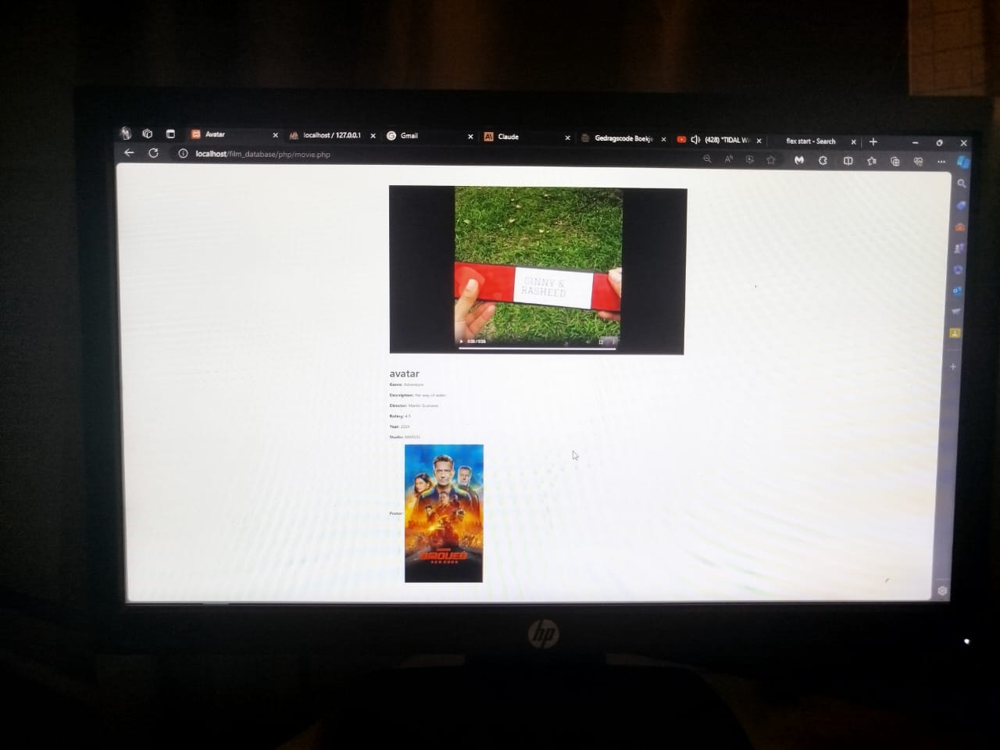 Avatar
localhost / 127.0.0.1
Gmail
Claude
Gedragscode Boekje
(428) "TIDAL W
flex start - Search
localhost/film_database/php/movie.php
GINNY &
RASHEED
avatar
Genre: Adventure
Description: the way of water
Director: Martin Scorsese
Rating: 4.5
Year: 2024
Studio: MARVEL
Poster:
hp